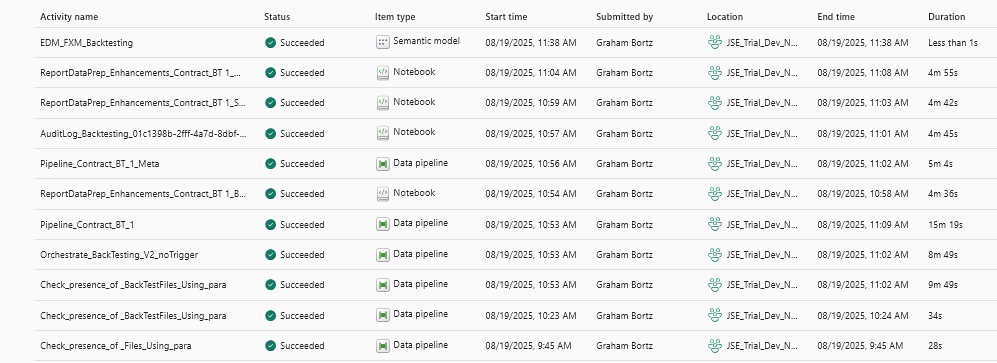 Activity name Status Item type Start time Submitted by Location End time Duration
EDM_FXM_Backtesting Succeeded Semantic model 08/19/2025, 11:38 AM Graham Bortz JSE_Trial_Dev_N... 08/19/2025, 11:38 AM Less than 1s
ReportDataPrep_Enhancements_Contract_BT 1_... Succeeded Notebook 08/19/2025, 11:04 AM Graham Bortz JSE_Trial_Dev_N... 08/19/2025, 11:08 AM 4m 55s
ReportDataPrep_Enhancements_Contract_BT 1_S... Succeeded Notebook 08/19/2025, 10:59 AM Graham Bortz JSE_Trial_Dev_N... 08/19/2025, 11:03 AM 4m 42s
AuditLog_Backtesting_01c1398b-2fff-4a7d-8dbf-... Succeeded Notebook 08/19/2025, 10:57 AM Graham Bortz JSE_Trial_Dev_N... 08/19/2025, 11:01 AM 4m 45s
Pipeline_Contract_BT_1_Meta Succeeded Data pipeline 08/19/2025, 10:56 AM Graham Bortz JSE_Trial_Dev_N... 08/19/2025, 11:02 AM 5m 4s
ReportDataPrep_Enhancements_Contract_BT 1_B... Succeeded Notebook 08/19/2025, 10:54 AM Graham Bortz JSE_Trial_Dev_N... 08/19/2025, 10:58 AM 4m 36s
Pipeline_Contract_BT_1 Succeeded Data pipeline 08/19/2025, 10:53 AM Graham Bortz JSE_Trial_Dev_N... 08/19/2025, 11:09 AM 15m 19s
Orchestrate_BackTesting_V2_noTrigger Succeeded Data pipeline 08/19/2025, 10:53 AM Graham Bortz JSE_Trial_Dev_N... 08/19/2025, 11:02 AM 8m 49s
Check_presence_of _BackTestFiles_Using_para Succeeded Data pipeline 08/19/2025, 10:53 AM Graham Bortz JSE_Trial_Dev_N... 08/19/2025, 11:02 AM 9m 49s
Check_presence_of _BackTestFiles_Using_para Succeeded Data pipeline 08/19/2025, 10:23 AM Graham Bortz JSE_Trial_Dev_N... 08/19/2025, 10:24 AM 34s
Check_presence_of _Files_Using_para Succeeded Data pipeline 08/19/2025, 9:45 AM Graham Bortz JSE_Trial_Dev_N... 08/19/2025, 9:45 AM 28s